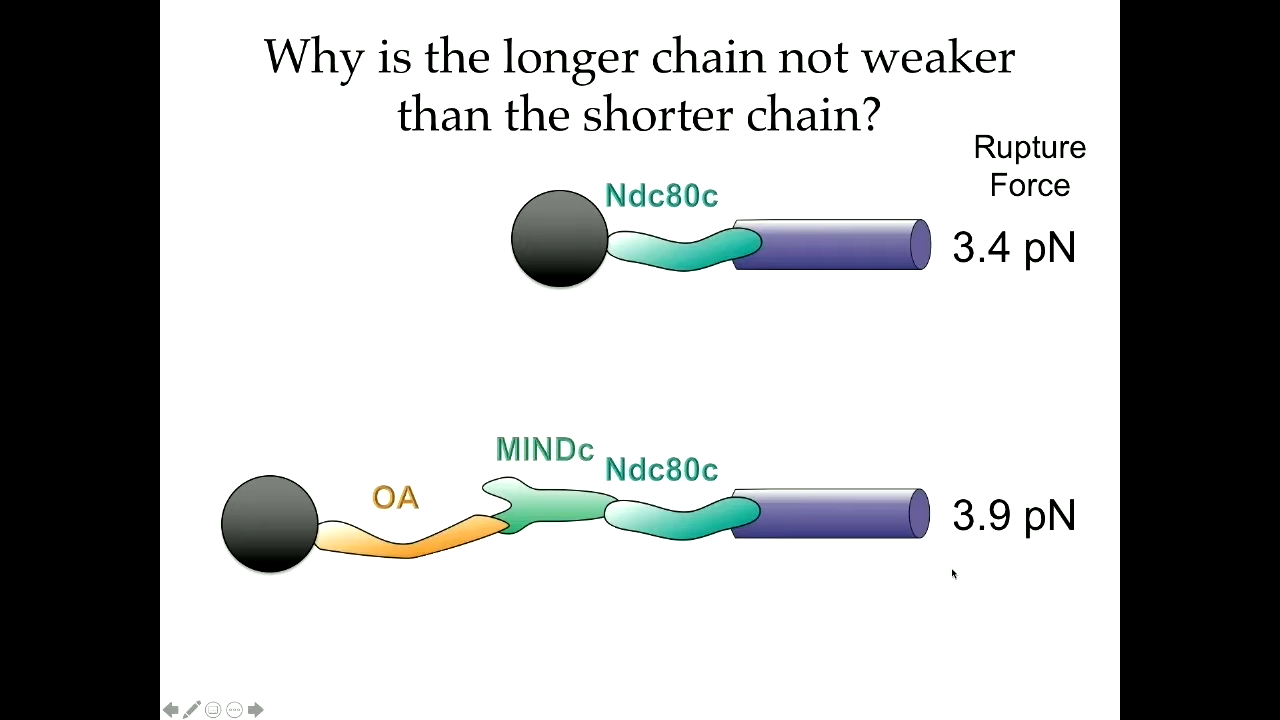 Why is the longer chain not weaker
than the shorter chain?
Rupture
Force
Ndc80c
3.4 pN
MINDc
Ndc80c
OA
3.9 pN